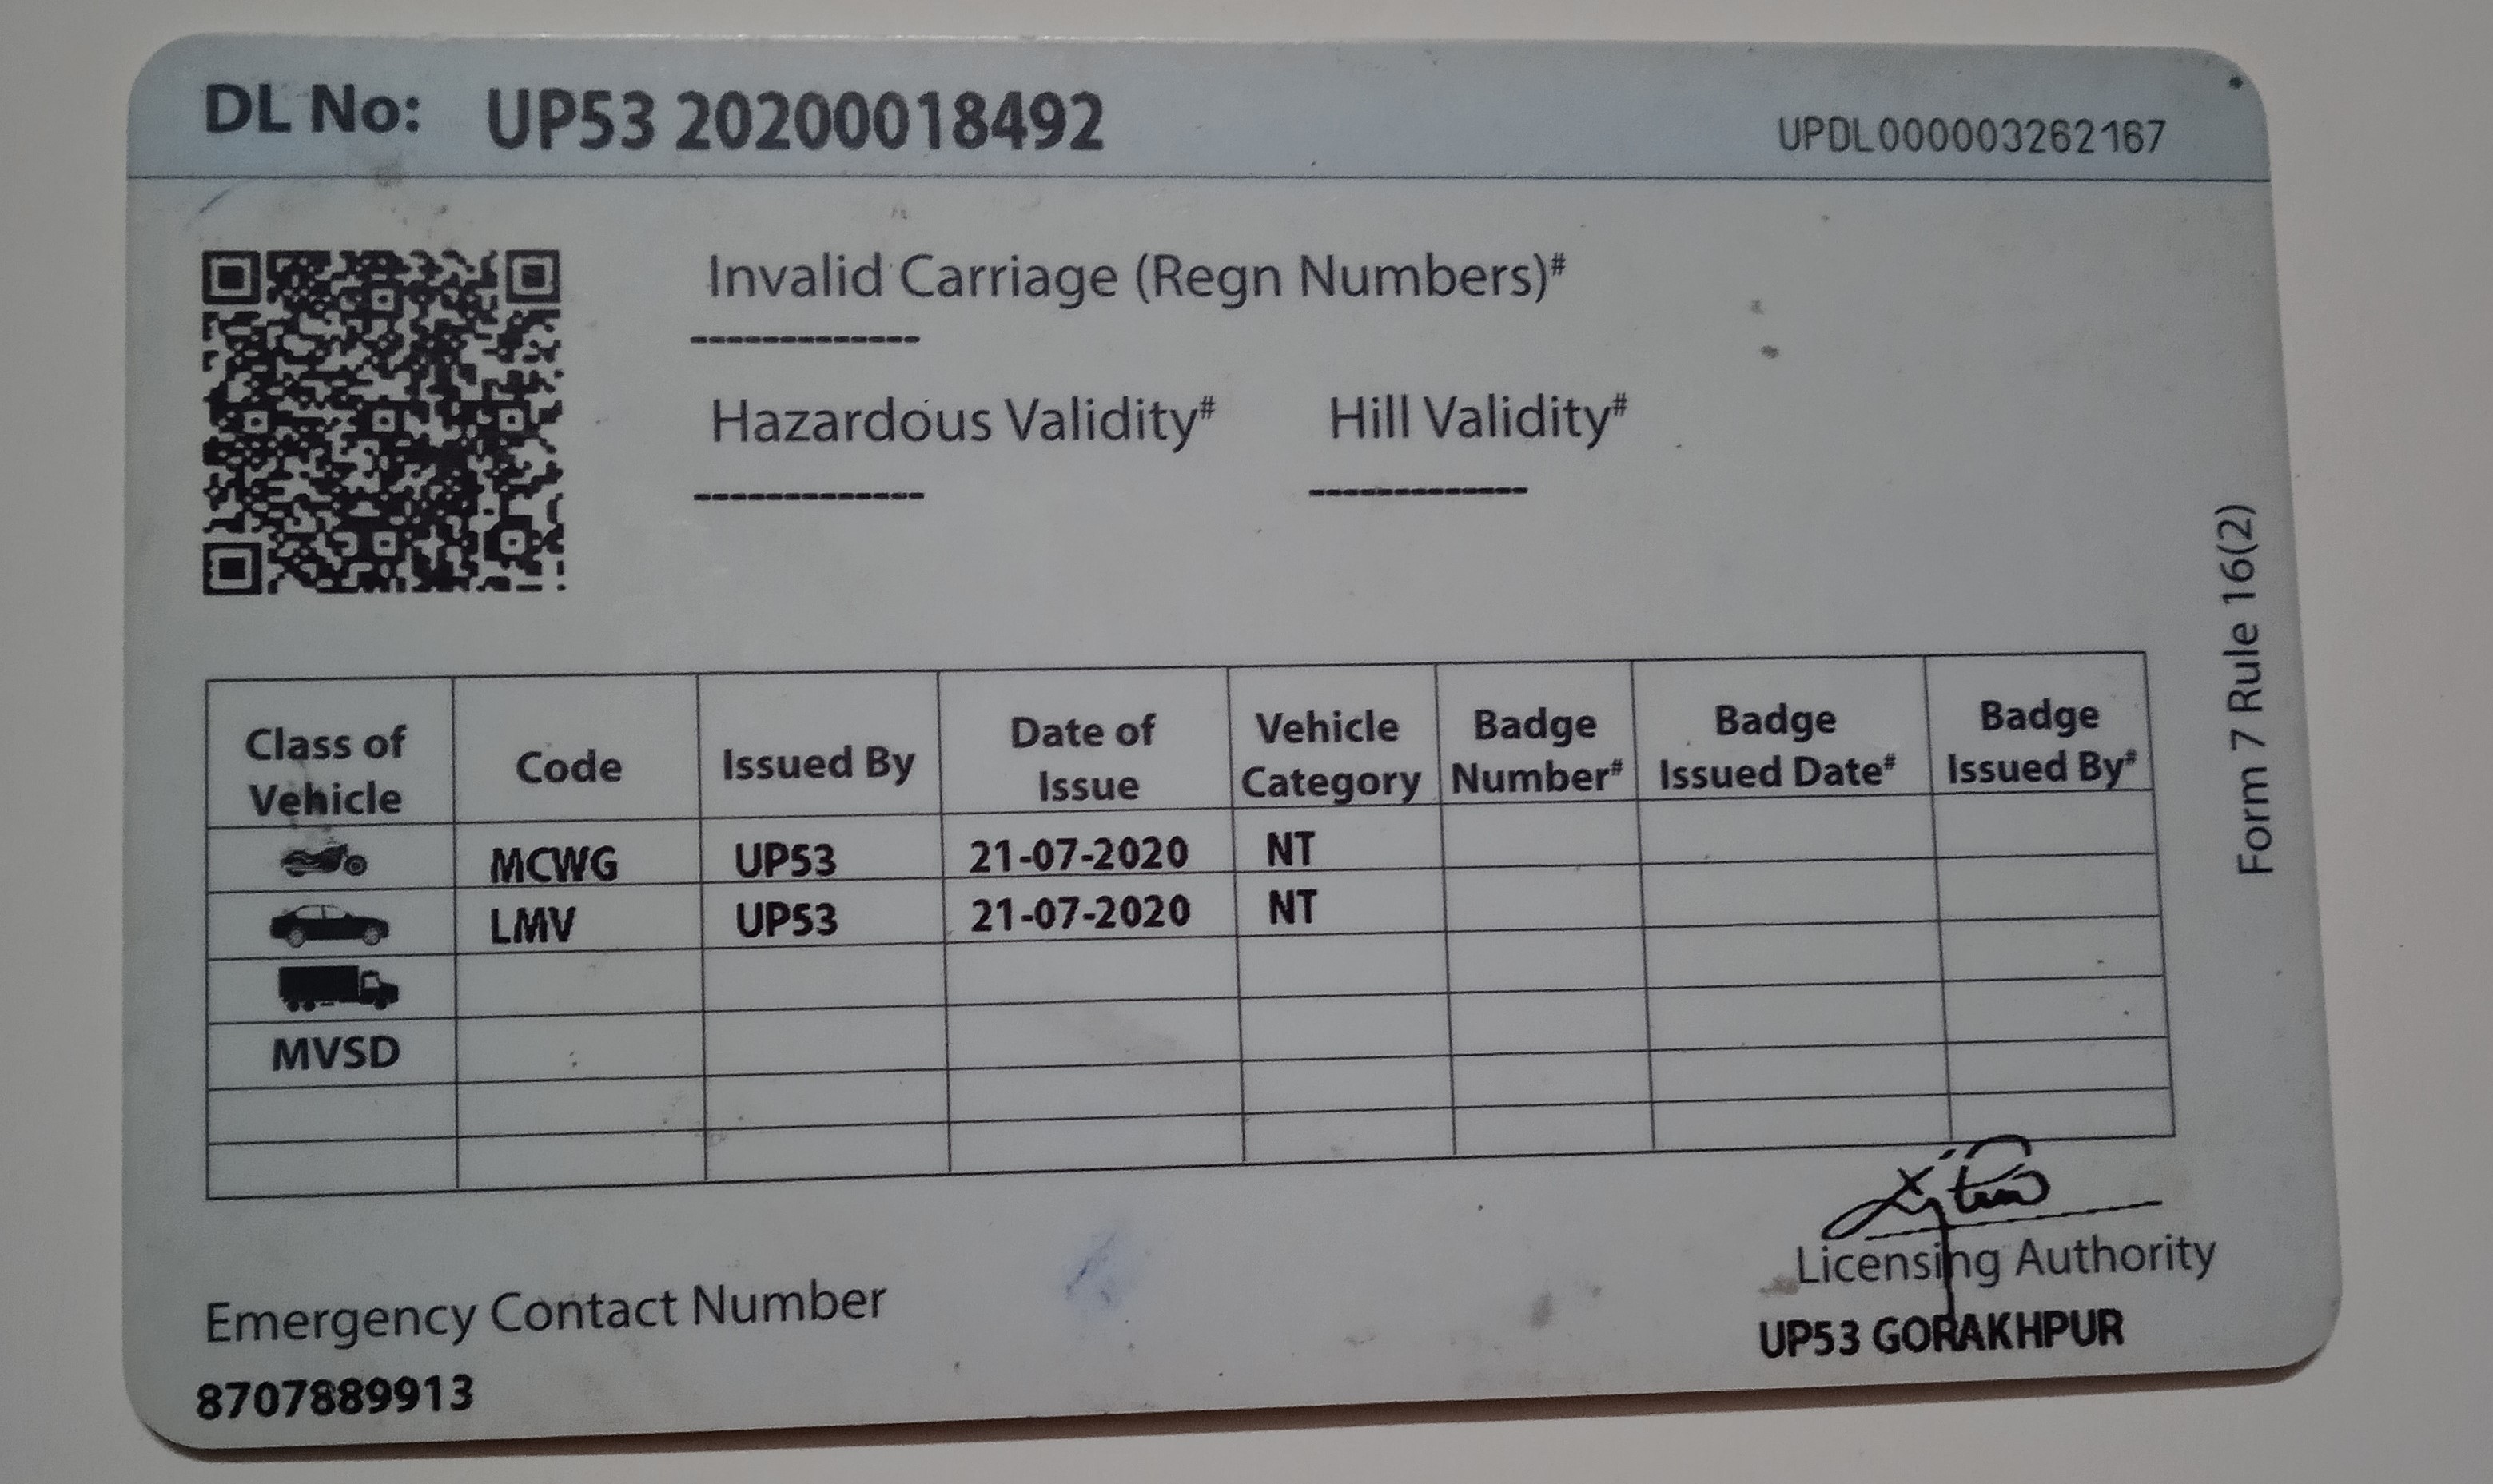 DL No: UP53 20200018492
UPDL000003262167
Invalid Carriage (Regn Numbers)#
-------------
Hazardous Validity# Hill Validity#
------------- -------------
Form 7 Rule 16(2)
Class of Vehicle Code Issued By Date of Issue Vehicle Category Badge Number# Badge Issued Date# Badge Issued By#
MCWG UP53 21-07-2020 NT
LMV UP53 21-07-2020 NT
MVSD
Licensing Authority
UP53 GORAKHPUR
Emergency Contact Number
8707889913